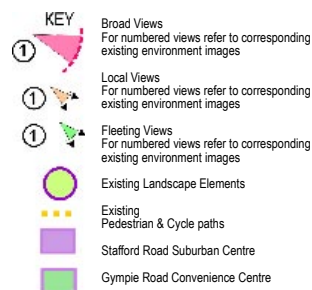 KEY
Broad Views
1 For numbered views refer to corresponding
existing environment images
Local Views
1 For numbered views refer to corresponding
existing environment images
Fleeting Views
1 For numbered views refer to corresponding
existing environment images
Existing Landscape Elements
Existing
Pedestrian & Cycle paths
Stafford Road Suburban Centre
Gympie Road Convenience Centre